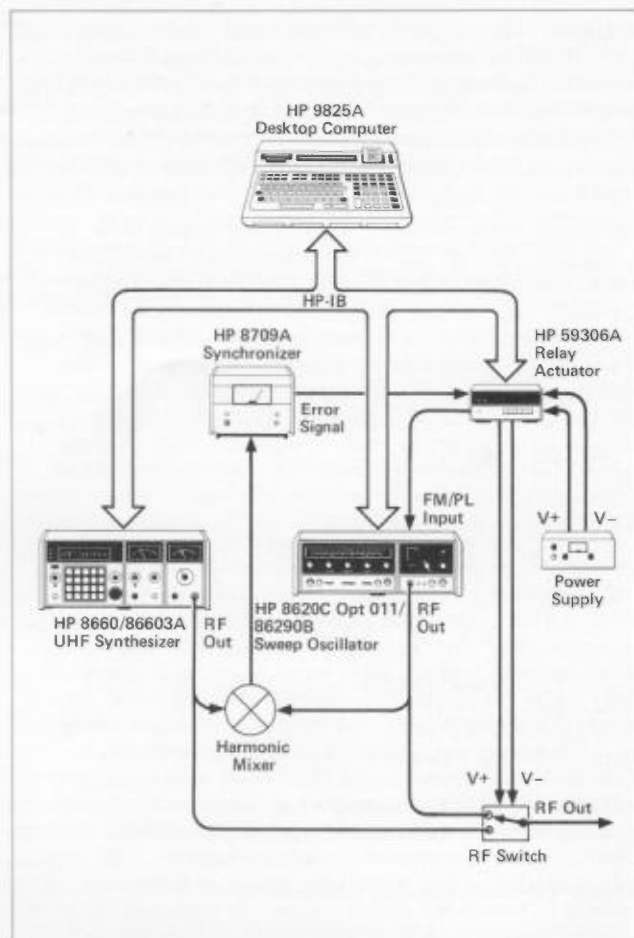 HP 9825A
Desktop Computer
HP-IB
HP 8709A
Synchronizer
HP 59306A
Relay
Actuator
Error
Signal
FM/PL
Input
V+
V−
Power
Supply
HP 8660/86603A
UHF Synthesizer
RF
Out
HP 8620C Opt 011/
86290B
Sweep Oscillator
RF
Out
Harmonic
Mixer
V+
V−
RF Out
RF Switch